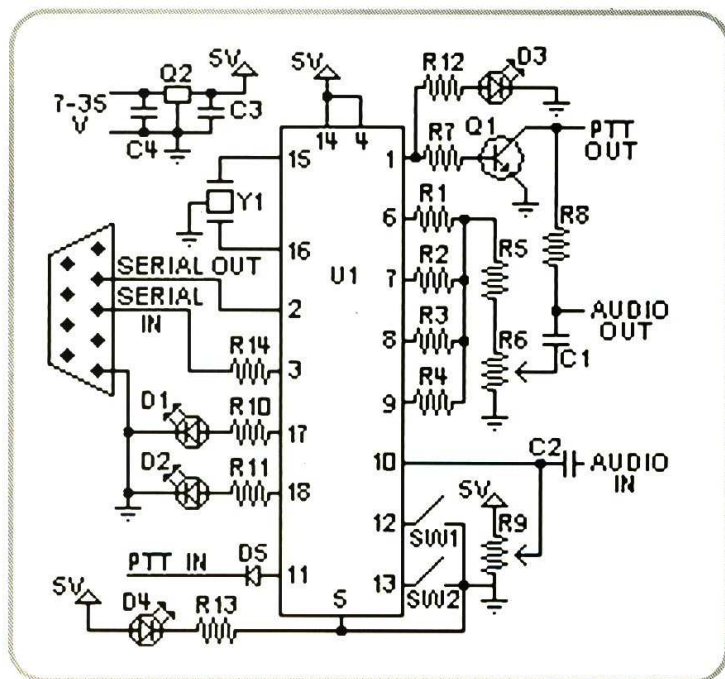 5V
5V
R12
D3
Q2
7-35
V
C3
C4
14
4
Q1
R7
PTT
OUT
15
1
Y1
R1
6
R8
16
R5
SERIAL OUT
U1
R2
7
SERIAL
IN
2
AUDIO
OUT
R3
R6
R14
8
C1
3
R4
D1
R10
9
17
C2
D2
R11
10
AUDIO
IN
18
5V
R9
12
SW1
PTT IN
D5
11
13
SW2
5V
D4
R13
5